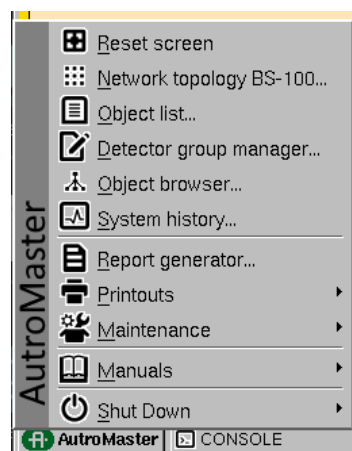 Reset screen
Network topology BS-100...
Object list...
Detector group manager...
Object browser...
System history...
Report generator...
Printouts
Maintenance
Manuals
Shut Down
AutroMaster
AutroMaster
CONSOLE